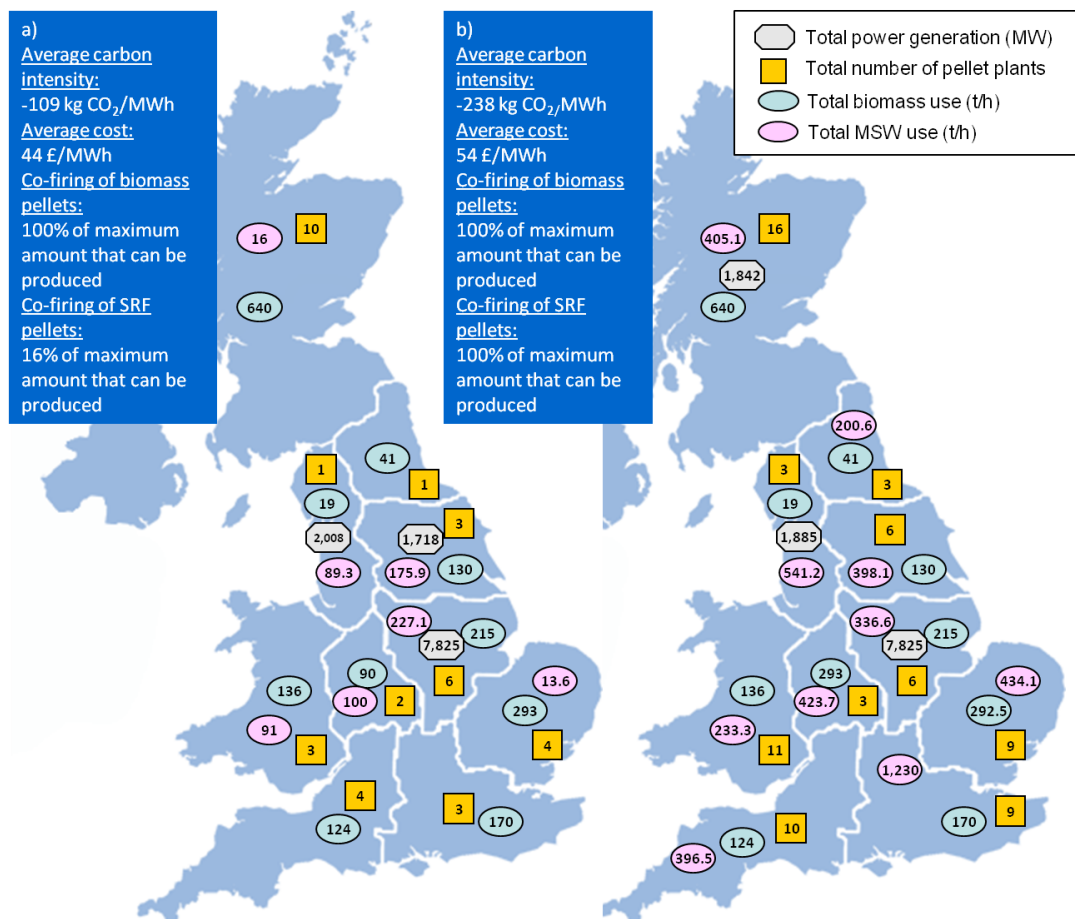 a)
Average carbon
intensity:
-109 kg CO₂/MWh
Average cost:
44 £/MWh
Co-firing of biomass
pellets:
100% of maximum
amount that can be
produced
Co-firing of SRF
pellets:
16% of maximum
amount that can be
produced
b)
Average carbon
intensity:
-238 kg CO₂/MWh
Average cost:
54 £/MWh
Co-firing of biomass
pellets:
100% of maximum
amount that can be
produced
Co-firing of SRF
pellets:
100% of maximum
amount that can be
produced
Total power generation (MW)
Total number of pellet plants
Total biomass use (t/h)
Total MSW use (t/h)
16
10
640
41
1
1
19
3
2,008
1,718
89.3
175.9
130
227.1
215
7,825
90
136
6
13.6
100
2
293
91
3
4
4
3
124
170
405.1
16
1,842
640
200.6
41
3
3
19
6
1,885
541.2
398.1
130
336.6
215
7,825
293
136
6
434.1
423.7
3
292.5
233.3
11
9
1,230
10
9
124
170
396.5